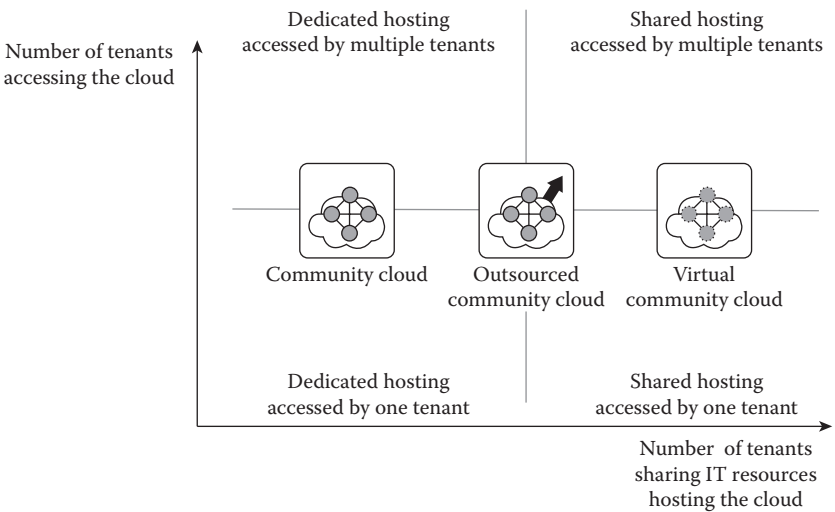 Dedicated hosting
accessed by multiple tenants
Shared hosting
accessed by multiple tenants
Number of tenants
accessing the cloud
Community cloud
Outsourced
community cloud
Virtual
community cloud
Dedicated hosting
accessed by one tenant
Shared hosting
accessed by one tenant
Number of tenants
sharing IT resources
hosting the cloud